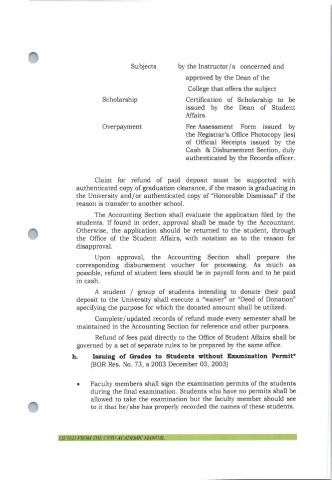 Subjects by the Instructor/s concerned and
approved by the Dean of the
College that offers the subject
Scholarship Certification of Scholarship to be
issued by the Dean of Student
Affairs
Overpayment Fee Assessment Form issued by
the Registrar's Office Photocopy (ies)
of Official Receipts issued by the
Cash & Disbursement Section, duly
authenticated by the Records officer.
Claim for refund of paid deposit must be supported with
authenticated copy of graduation clearance, if the reason is graduating in
the University and/or authenticated copy of "Honorable Dismissal" if the
reason is transfer to another school.
The Accounting Section shall evaluate the application filed by the
students. If found in order, approval shall be made by the Accountant.
Otherwise, the application should be returned to the student, through
the Office of the Student Affairs, with notation as to the reason for
disapproval.
Upon approval, the Accounting Section shall prepare the
corresponding disbursement voucher for processing. As much as
possible, refund of student fees should be in payroll form and to be paid
in cash.
A student / group of students intending to donate their paid
deposit to the University shall execute a "waiver" or "Deed of Donation"
specifying the purpose for which the donated amount shall be utilized.
Complete/updated records of refund made every semester shall be
maintained in the Accounting Section for reference and other purposes.
Refund of fees paid directly to the Office of Student Affairs shall be
governed by a set of separate rules to be prepared by the same office.
h. Issuing of Grades to Students without Examination Permit*
(BOR Res. No. 73, a 2003 December 03, 2003)
• Faculty members shall sign the examination permits of the students
during the final examination. Students who have no permits shall be
allowed to take the examination but the faculty member should see
to it that he/she has properly recorded the names of these students.
LIFTED FROM THE CVSU ACADEMIC MANUAL